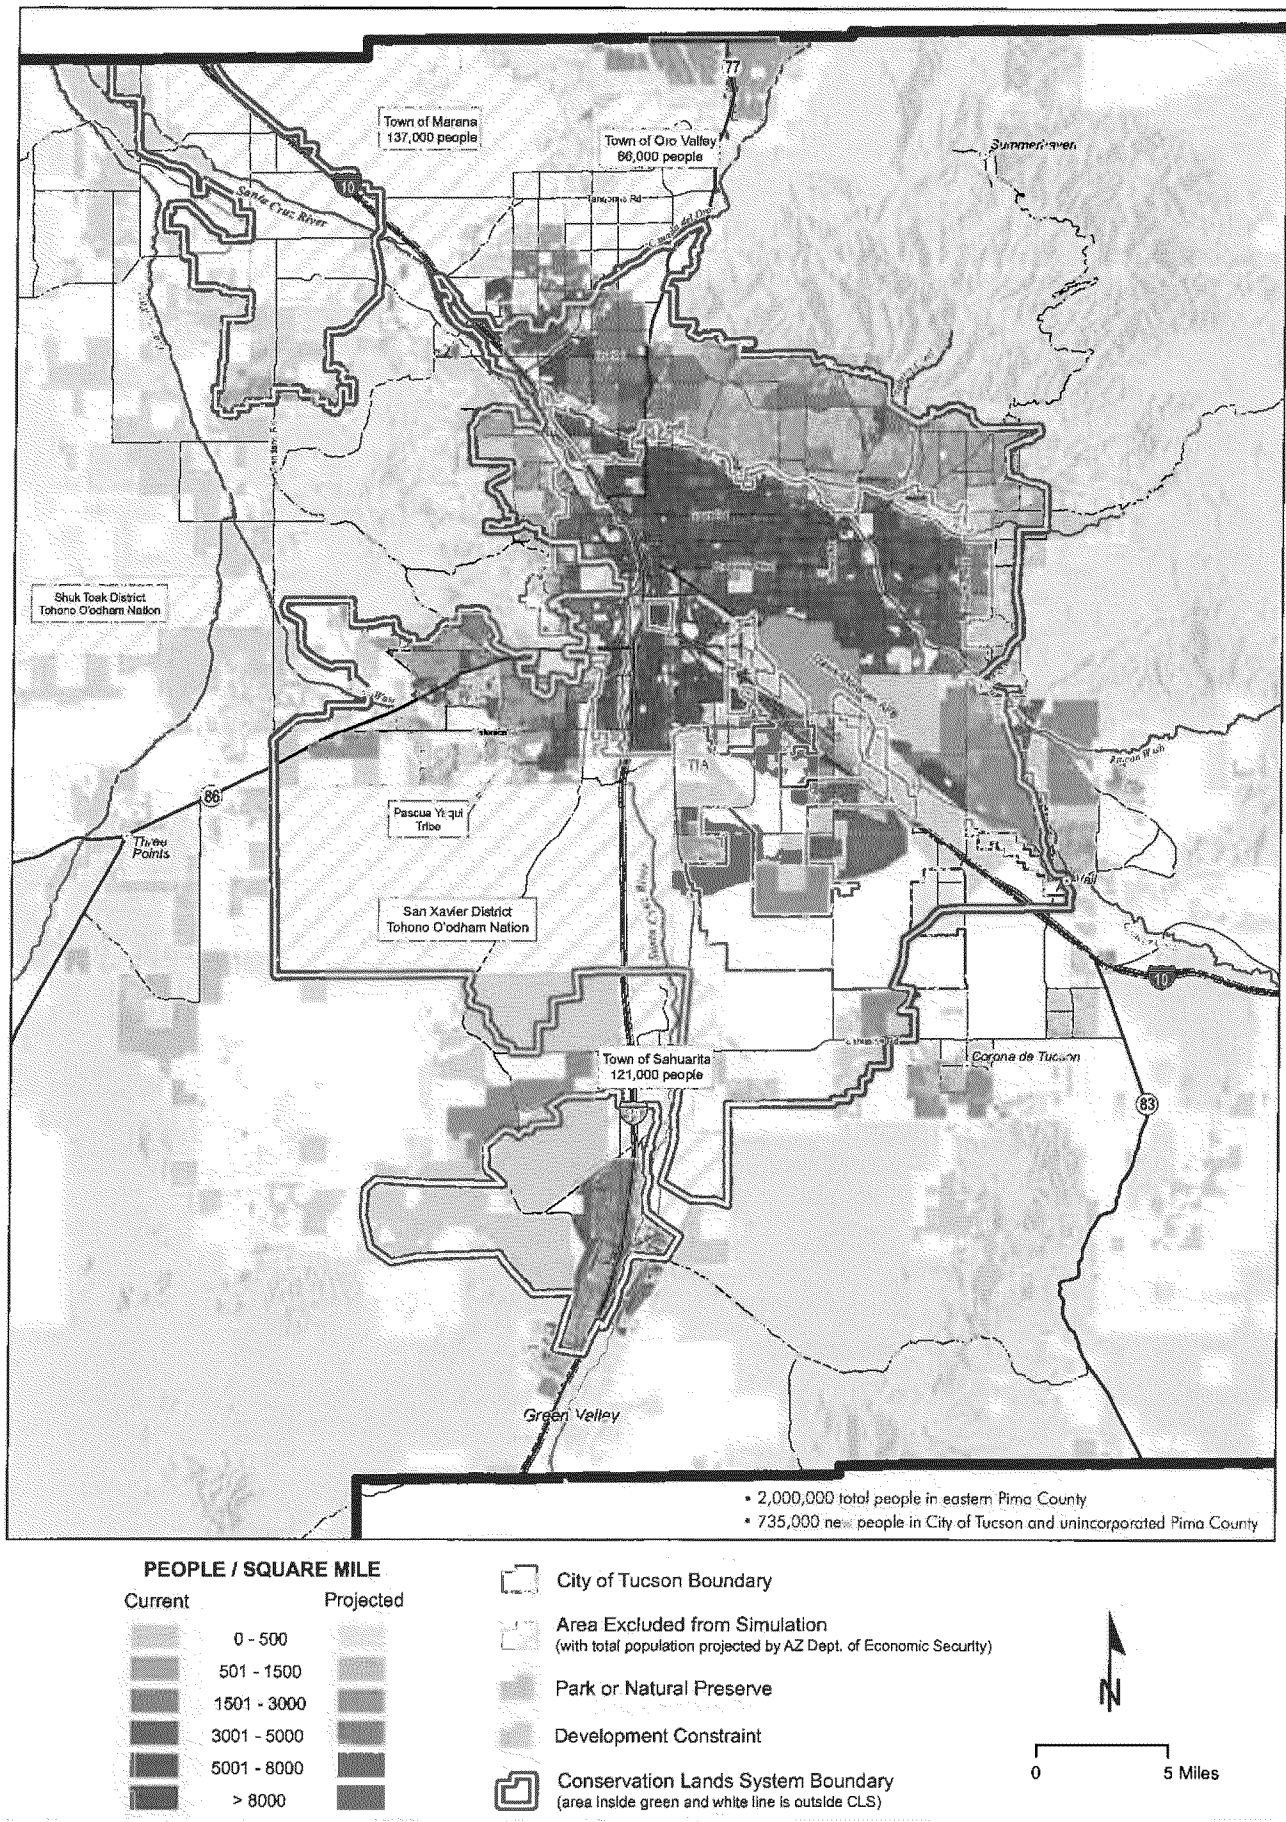 77
Town of Marana
137,000 people
Town of Oro Valley
86,000 people
Summerhaven
10
Santa Cruz River
Tangerine Rd
Shuk Toak District
Tohono O'odham Nation
86
TIA
Pascua Yaqui
Tribe
Three
Points
Vail
San Xavier District
Tohono O'odham Nation
Santa Cruz River
10
Town of Sahuarita
121,000 people
Corona de Tucson
83
Green Valley
• 2,000,000 total people in eastern Pima County
• 735,000 new people in City of Tucson and unincorporated Pima County
PEOPLE / SQUARE MILE
Current Projected
0 - 500
501 - 1500
1501 - 3000
3001 - 5000
5001 - 8000
> 8000
City of Tucson Boundary
Area Excluded from Simulation
(with total population projected by AZ Dept. of Economic Security)
Park or Natural Preserve
Development Constraint
Conservation Lands System Boundary
(area inside green and white line is outside CLS)
N
0 5 Miles